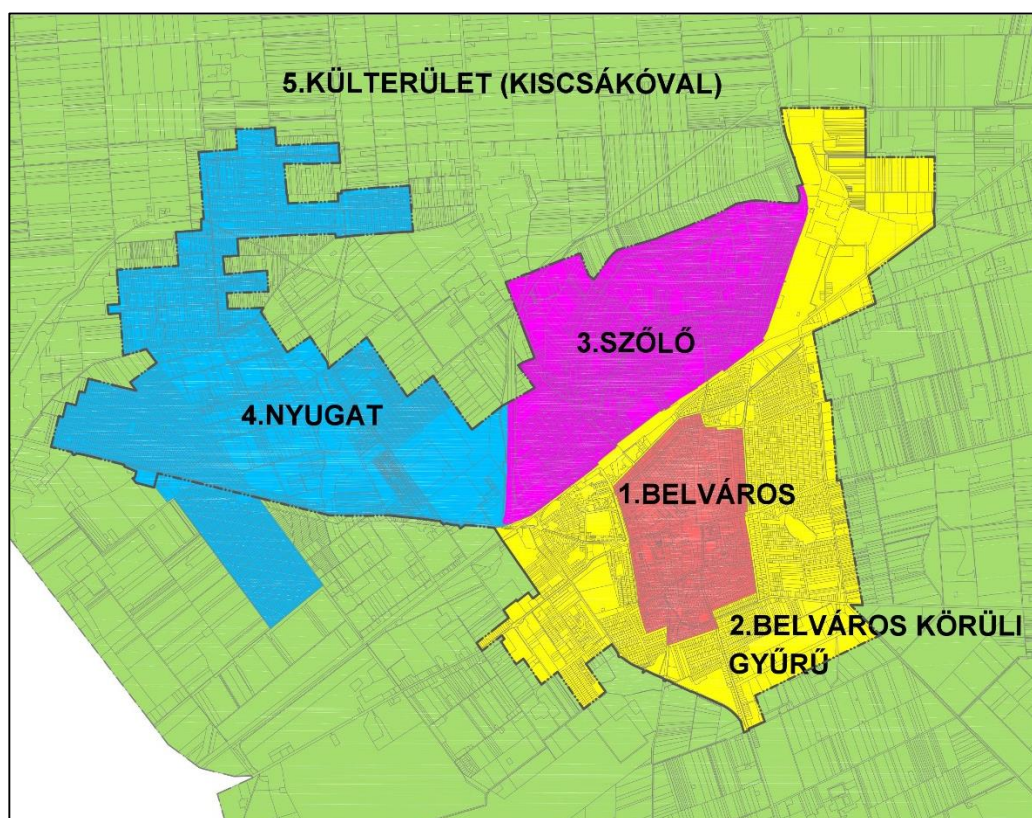 5.KÜLTERÜLET (KISCSÁKÓVAL)
3.SZŐLŐ
4.NYUGAT
1.BELVÁROS
2.BELVÁROS KÖRÜLI
GYŰRŰ